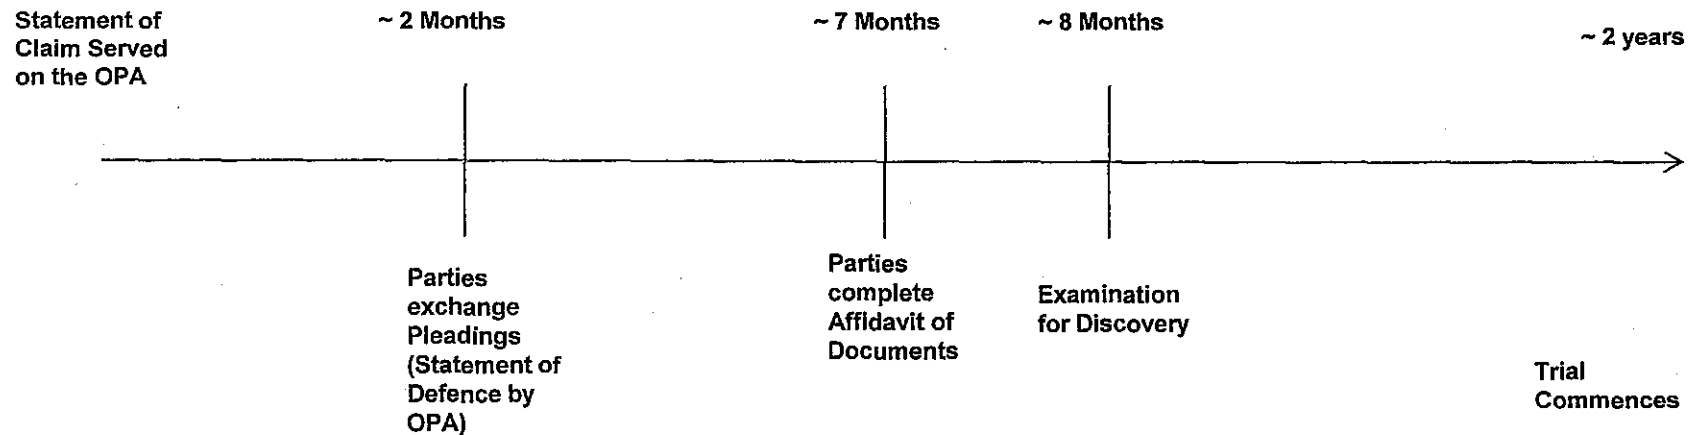 Statement of
Claim Served
on the OPA
~ 2 Months
~ 7 Months
~ 8 Months
~ 2 years
Parties
exchange
Pleadings
(Statement of
Defence by
OPA)
Parties
complete
Affidavit of
Documents
Examination
for Discovery
Trial
Commences